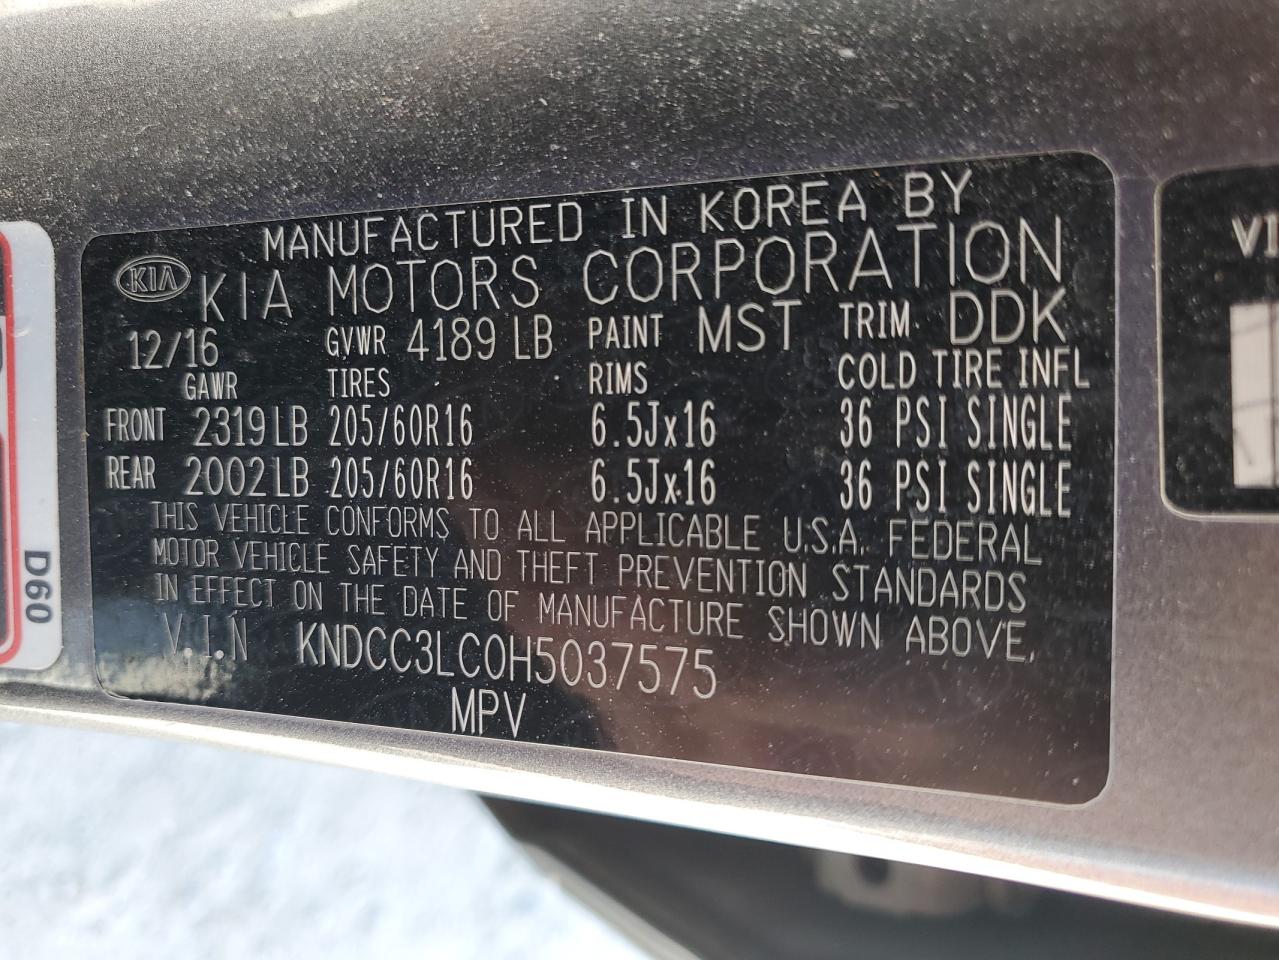 MANUFACTURED IN KOREA BY
KIA KIA MOTORS CORPORATION
12/16 GVWR 4189 LB PAINT MST TRIM DDK
GAWR TIRES RIMS COLD TIRE INFL
FRONT 2319 LB 205/60R16 6.5Jx16 36 PSI SINGLE
REAR 2002 LB 205/60R16 6.5Jx16 36 PSI SINGLE
THIS VEHICLE CONFORMS TO ALL APPLICABLE U.S.A. FEDERAL
MOTOR VEHICLE SAFETY AND THEFT PREVENTION STANDARDS
IN EFFECT ON THE DATE OF MANUFACTURE SHOWN ABOVE.
V.I.N KNDCC3LC0H5037575
MPV
D60